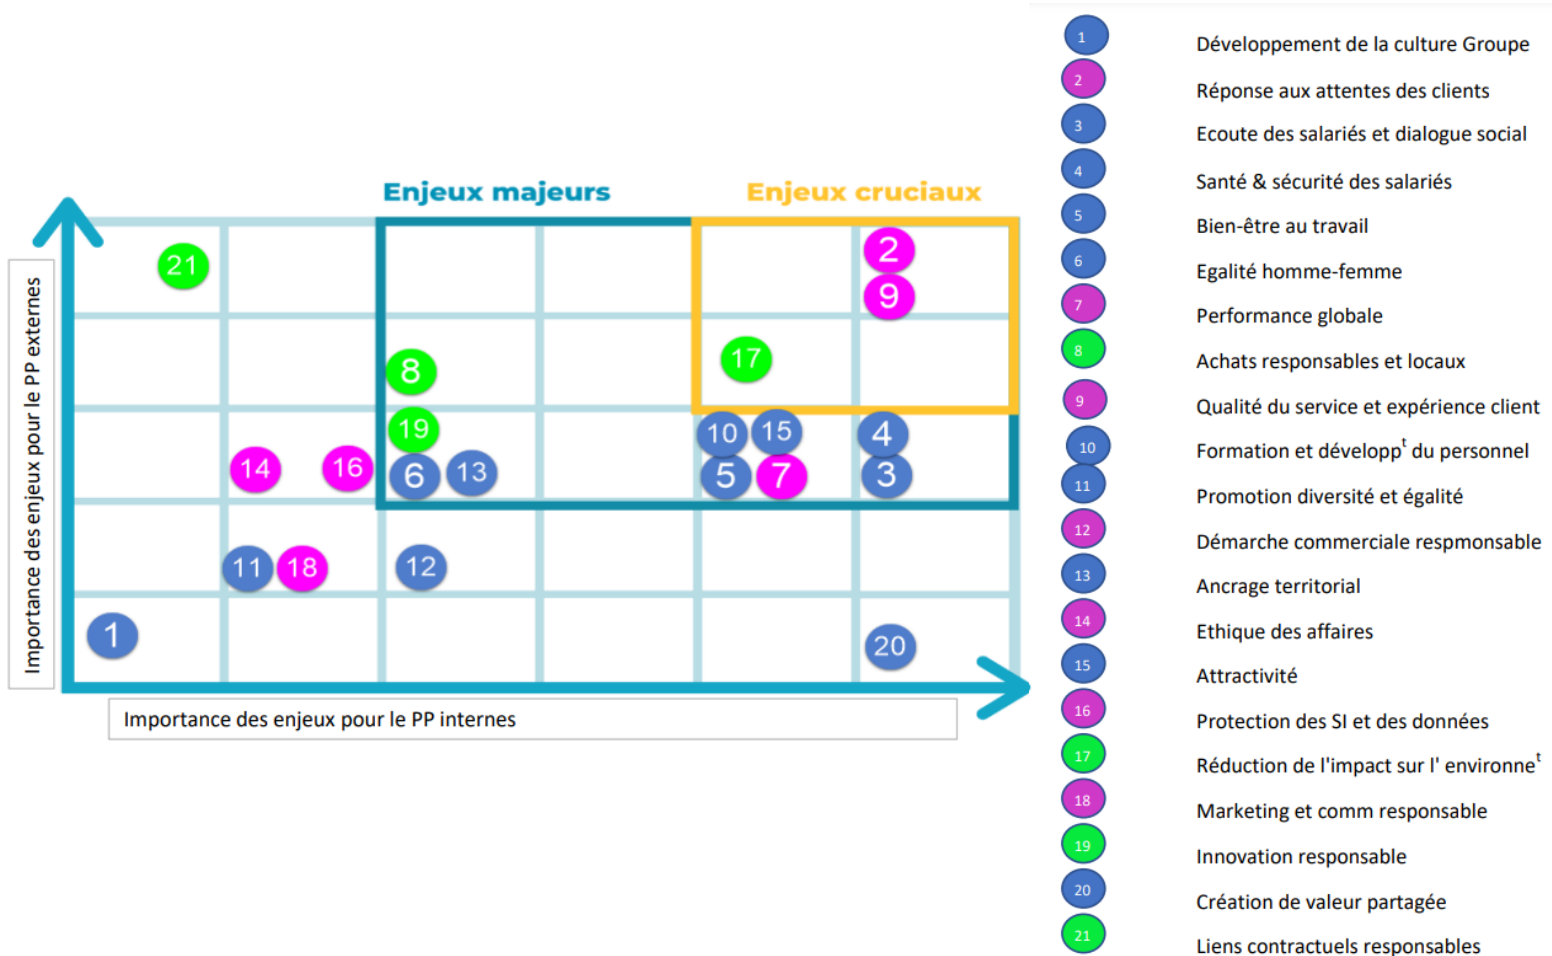 Enjeux majeurs
Enjeux cruciaux
Importance des enjeux pour le PP externes
21
2
9
8
17
19
14
16
6
13
10
15
4
5
7
3
11
18
12
1
20
Importance des enjeux pour le PP internes
1 Développement de la culture Groupe
2 Réponse aux attentes des clients
3 Ecoute des salariés et dialogue social
4 Santé & sécurité des salariés
5 Bien-être au travail
6 Egalité homme-femme
7 Performance globale
8 Achats responsables et locaux
9 Qualité du service et expérience client
10 Formation et développᵗ du personnel
11 Promotion diversité et égalité
12 Démarche commerciale respmonsable
13 Ancrage territorial
14 Ethique des affaires
15 Attractivité
16 Protection des SI et des données
17 Réduction de l'impact sur l' environneᵗ
18 Marketing et comm responsable
19 Innovation responsable
20 Création de valeur partagée
21 Liens contractuels responsables